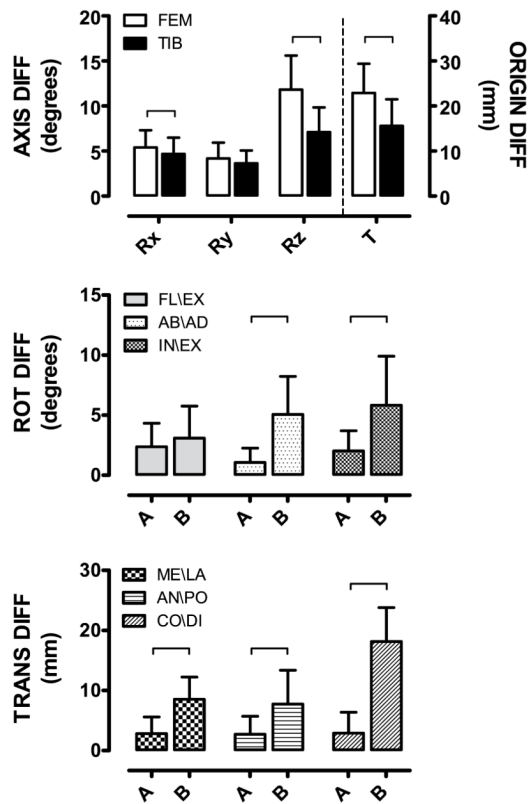 AXIS DIFF
(degrees)
20
15
10
5
0
FEM
TIB
40
30
20
10
0
ORIGIN DIFF
(mm)
Rx
Ry
Rz
T
ROT DIFF
(degrees)
15
10
5
0
FL\EX
AB\AD
IN\EX
A
B
A
B
A
B
TRANS DIFF
(mm)
30
20
10
0
ME\LA
AN\PO
CO\DI
A
B
A
B
A
B